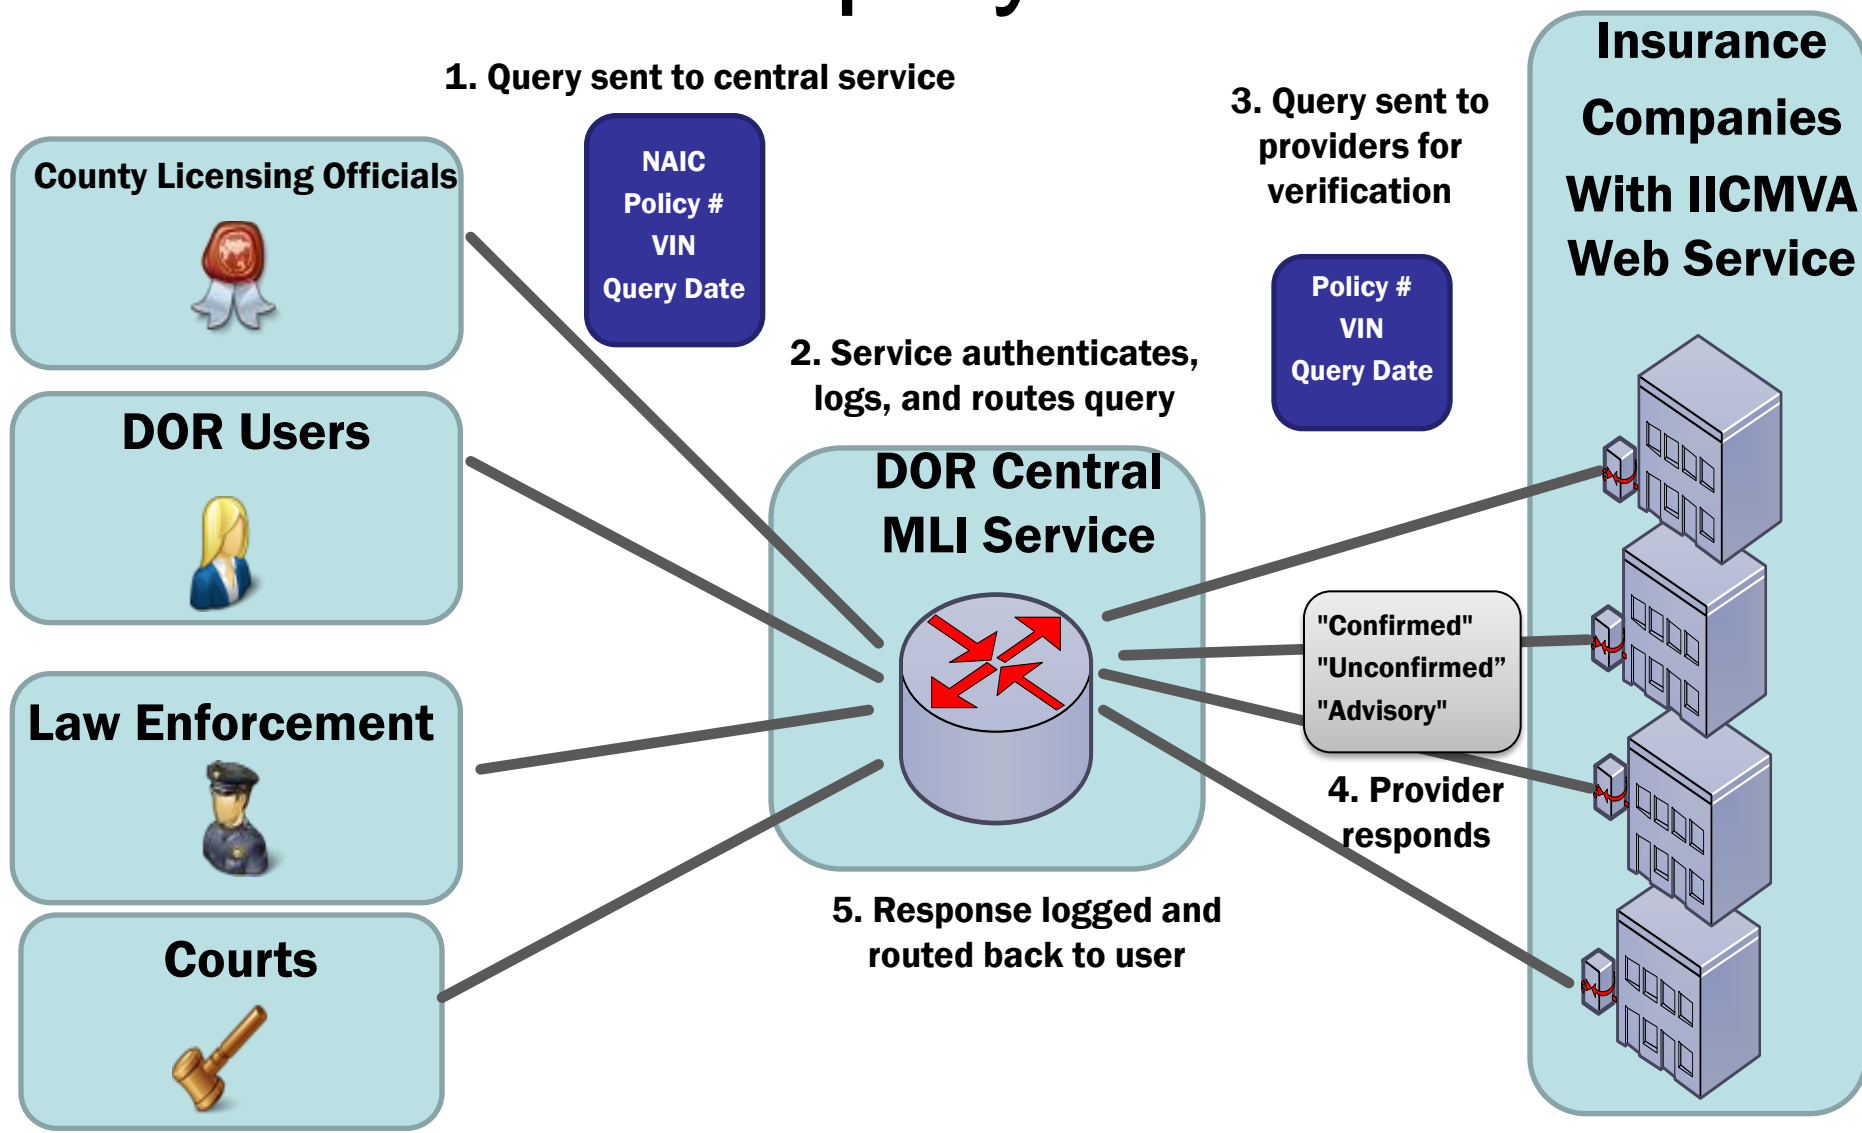 1. Query sent to central service
NAIC
Policy #
VIN
Query Date
County Licensing Officials
DOR Users
Law Enforcement
Courts
2. Service authenticates,
logs, and routes query
DOR Central
MLI Service
3. Query sent to
providers for
verification
Policy #
VIN
Query Date
"Confirmed"
"Unconfirmed”
"Advisory"
4. Provider
responds
5. Response logged and
routed back to user
Insurance
Companies
With IICMVA
Web Service